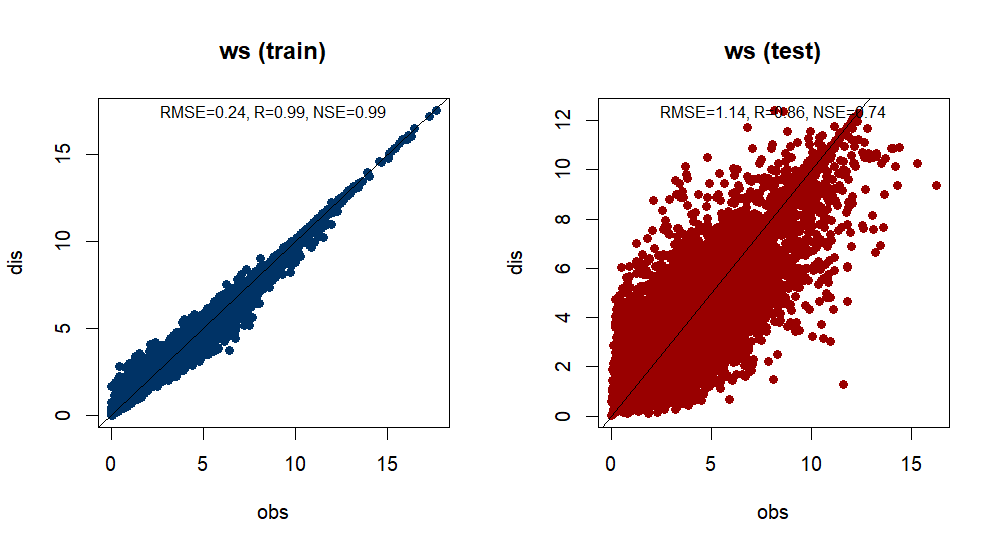 ws (train)
RMSE=0.24, R=0.99, NSE=0.99
dis
0
5
10
15
0
5
10
15
obs
ws (test)
RMSE=1.14, R=0.86, NSE=0.74
dis
0
2
4
6
8
10
12
0
5
10
15
obs